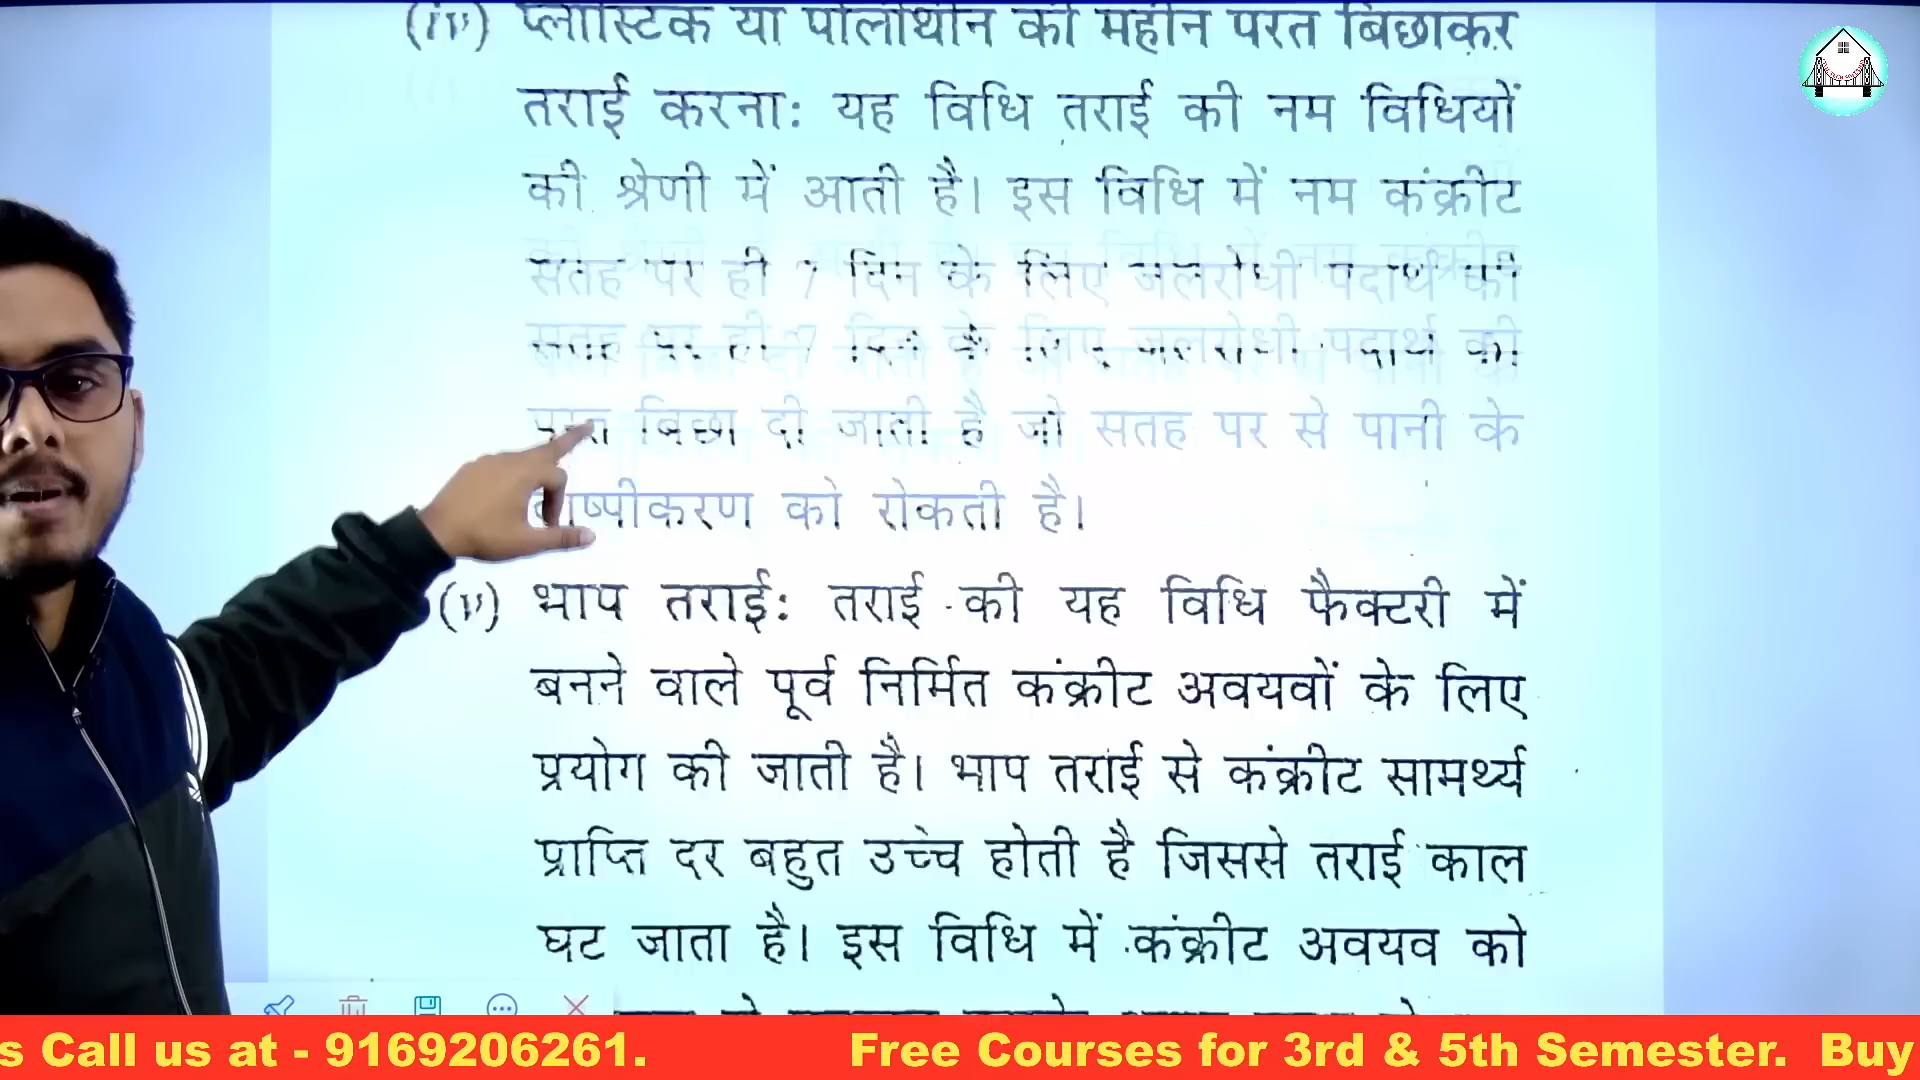 (iv) प्लास्टिक या पॉलीथीन की महीन परत बिछाकर
तराई करना: यह विधि तराई की नम विधियों
की श्रेणी में आती है। इस विधि में नम कंक्रीट
सतह पर ही 7 दिन के लिए जलरोधी पदार्थ की
परत बिछा दी जाती है जो सतह पर से पानी के
वाष्पीकरण को रोकती है।
(v) भाप तराई: तराई की यह विधि फैक्टरी में
बनने वाले पूर्व निर्मित कंक्रीट अवयवों के लिए
प्रयोग की जाती है। भाप तराई से कंक्रीट सामर्थ्य
प्राप्ति दर बहुत उच्च होती है जिससे तराई काल
घट जाता है। इस विधि में कंक्रीट अवयव को
s Call us at - 9169206261. Free Courses for 3rd & 5th Semester. Buy